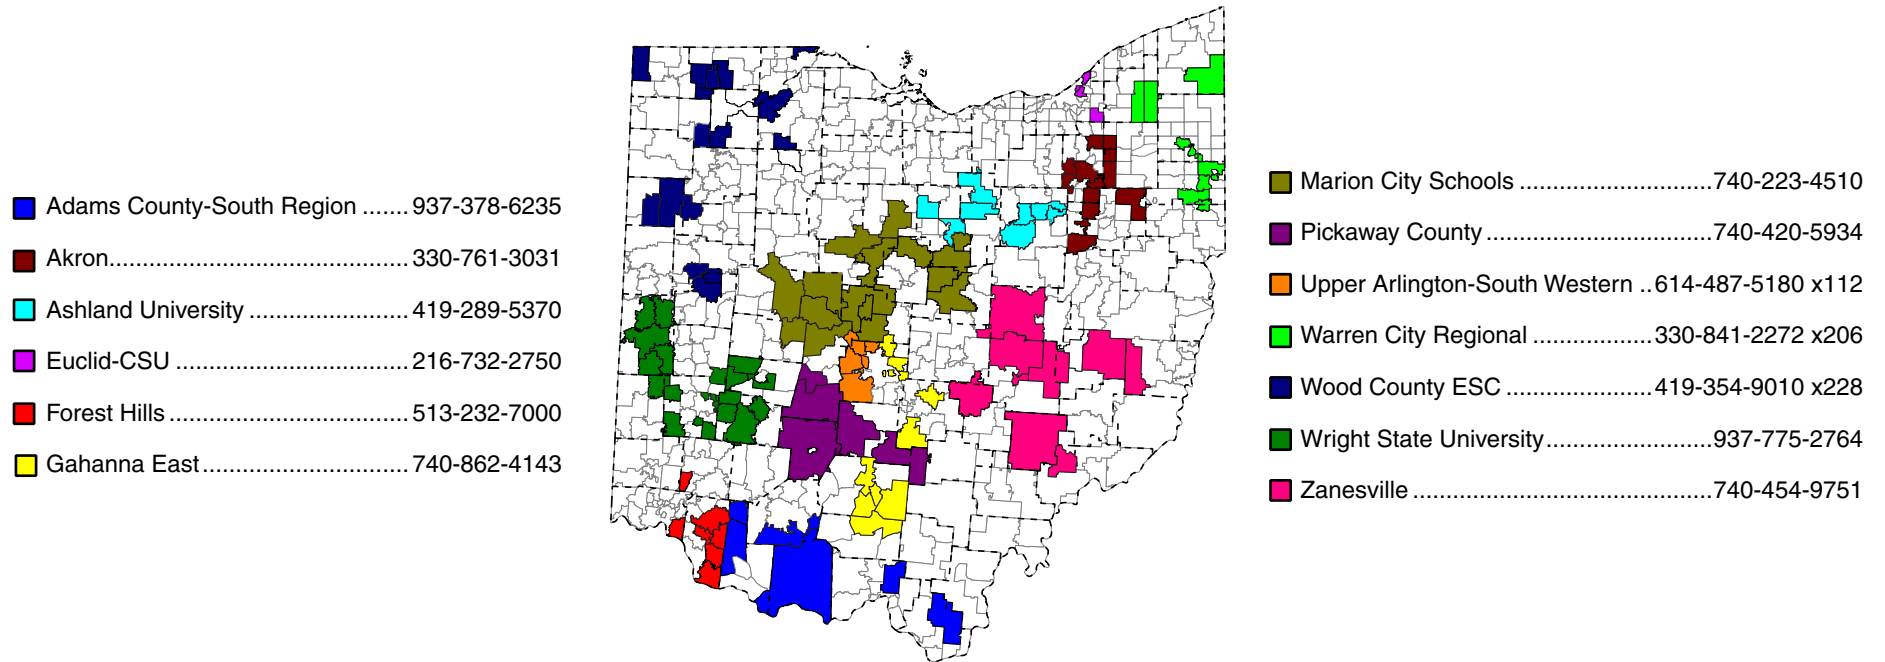 Adams County-South Region ....... 937-378-6235
Akron............................................. 330-761-3031
Ashland University ........................ 419-289-5370
Euclid-CSU ................................... 216-732-2750
Forest Hills .................................... 513-232-7000
Gahanna East............................... 740-862-4143
Marion City Schools .............................740-223-4510
Pickaway County ..................................740-420-5934
Upper Arlington-South Western ..614-487-5180 x112
Warren City Regional ..................330-841-2272 x206
Wood County ESC ......................419-354-9010 x228
Wright State University.........................937-775-2764
Zanesville .............................................740-454-9751